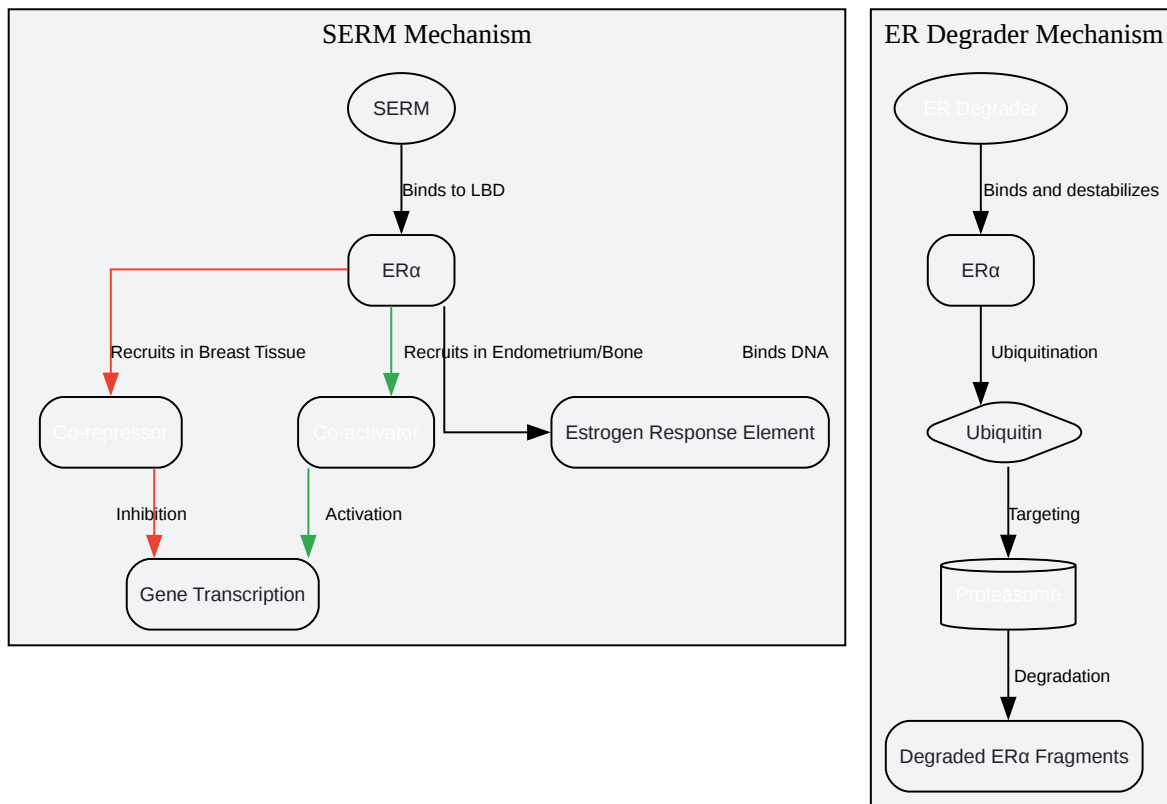 SERM Mechanism
SERM
Binds to LBD
ERα
Recruits in Breast Tissue
Recruits in Endometrium/Bone
Binds DNA
Co-repressor
Co-activator
Estrogen Response Element
Inhibition
Activation
Gene Transcription
ER Degrader Mechanism
ER Degrader
Binds and destabilizes
ERα
Ubiquitination
Ubiquitin
Targeting
Proteasome
Degradation
Degraded ERα Fragments